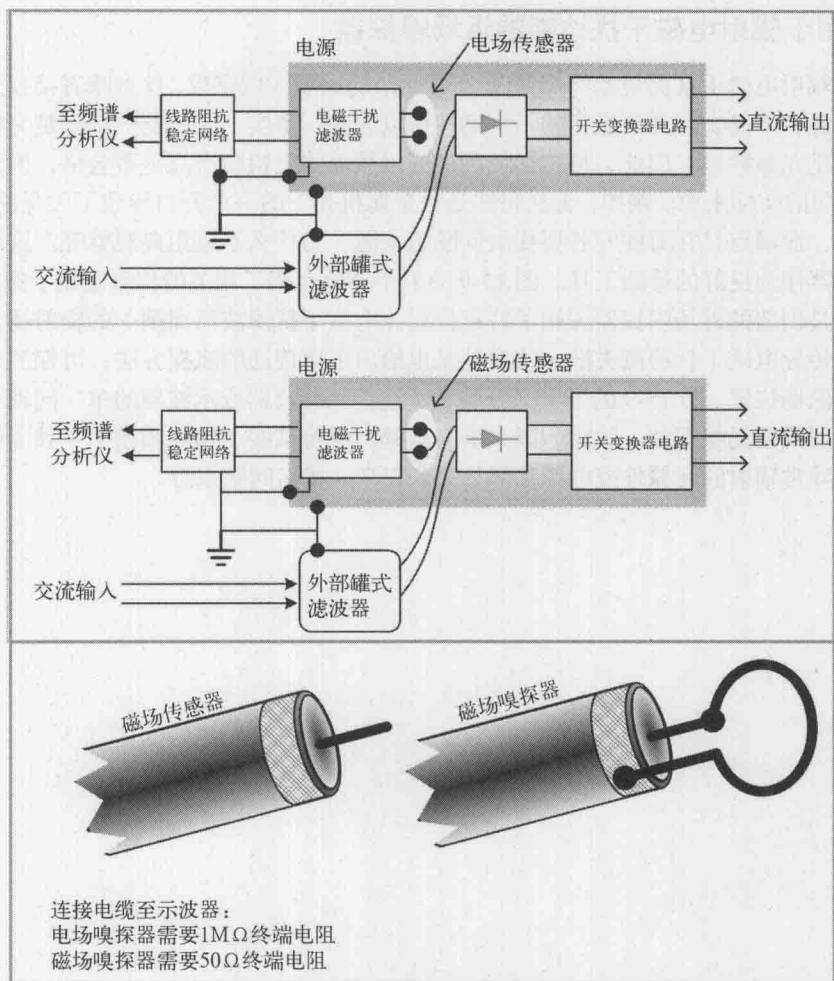 电源
电场传感器
至频谱
分析仪
线路阻抗
稳定网络
电磁干扰
滤波器
开关变换器电路
直流输出
交流输入
外部罐式
滤波器
电源
磁场传感器
至频谱
分析仪
线路阻抗
稳定网络
电磁干扰
滤波器
开关变换器电路
直流输出
交流输入
外部罐式
滤波器
磁场传感器
磁场嗅探器
连接电缆至示波器：
电场嗅探器需要1MΩ终端电阻
磁场嗅探器需要50Ω终端电阻